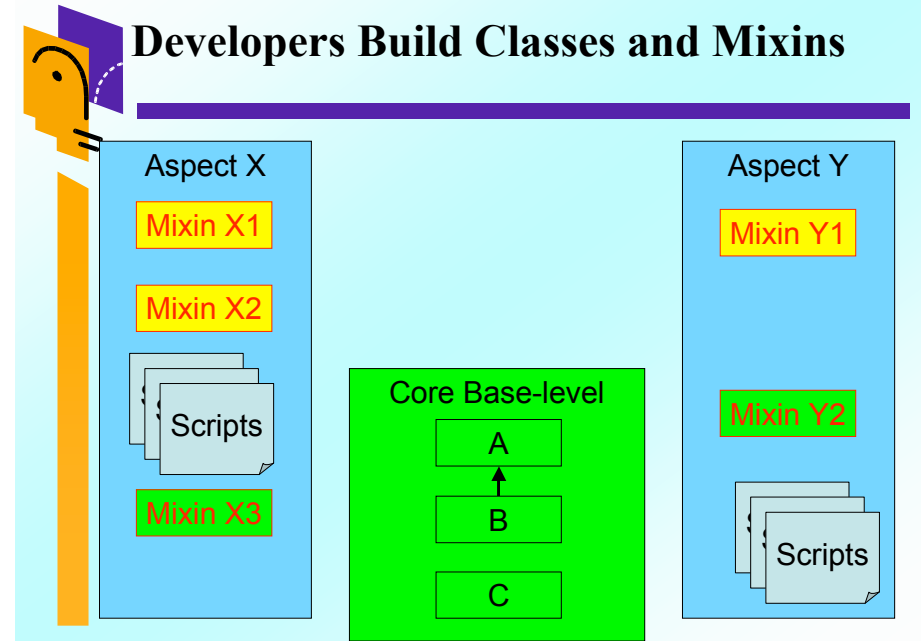 Developers Build Classes and Mixins
Aspect X
Mixin X1
Mixin X2
Scripts
Mixin X3
Core Base-level
A
B
C
Aspect Y
Mixin Y1
Mixin Y2
Scripts